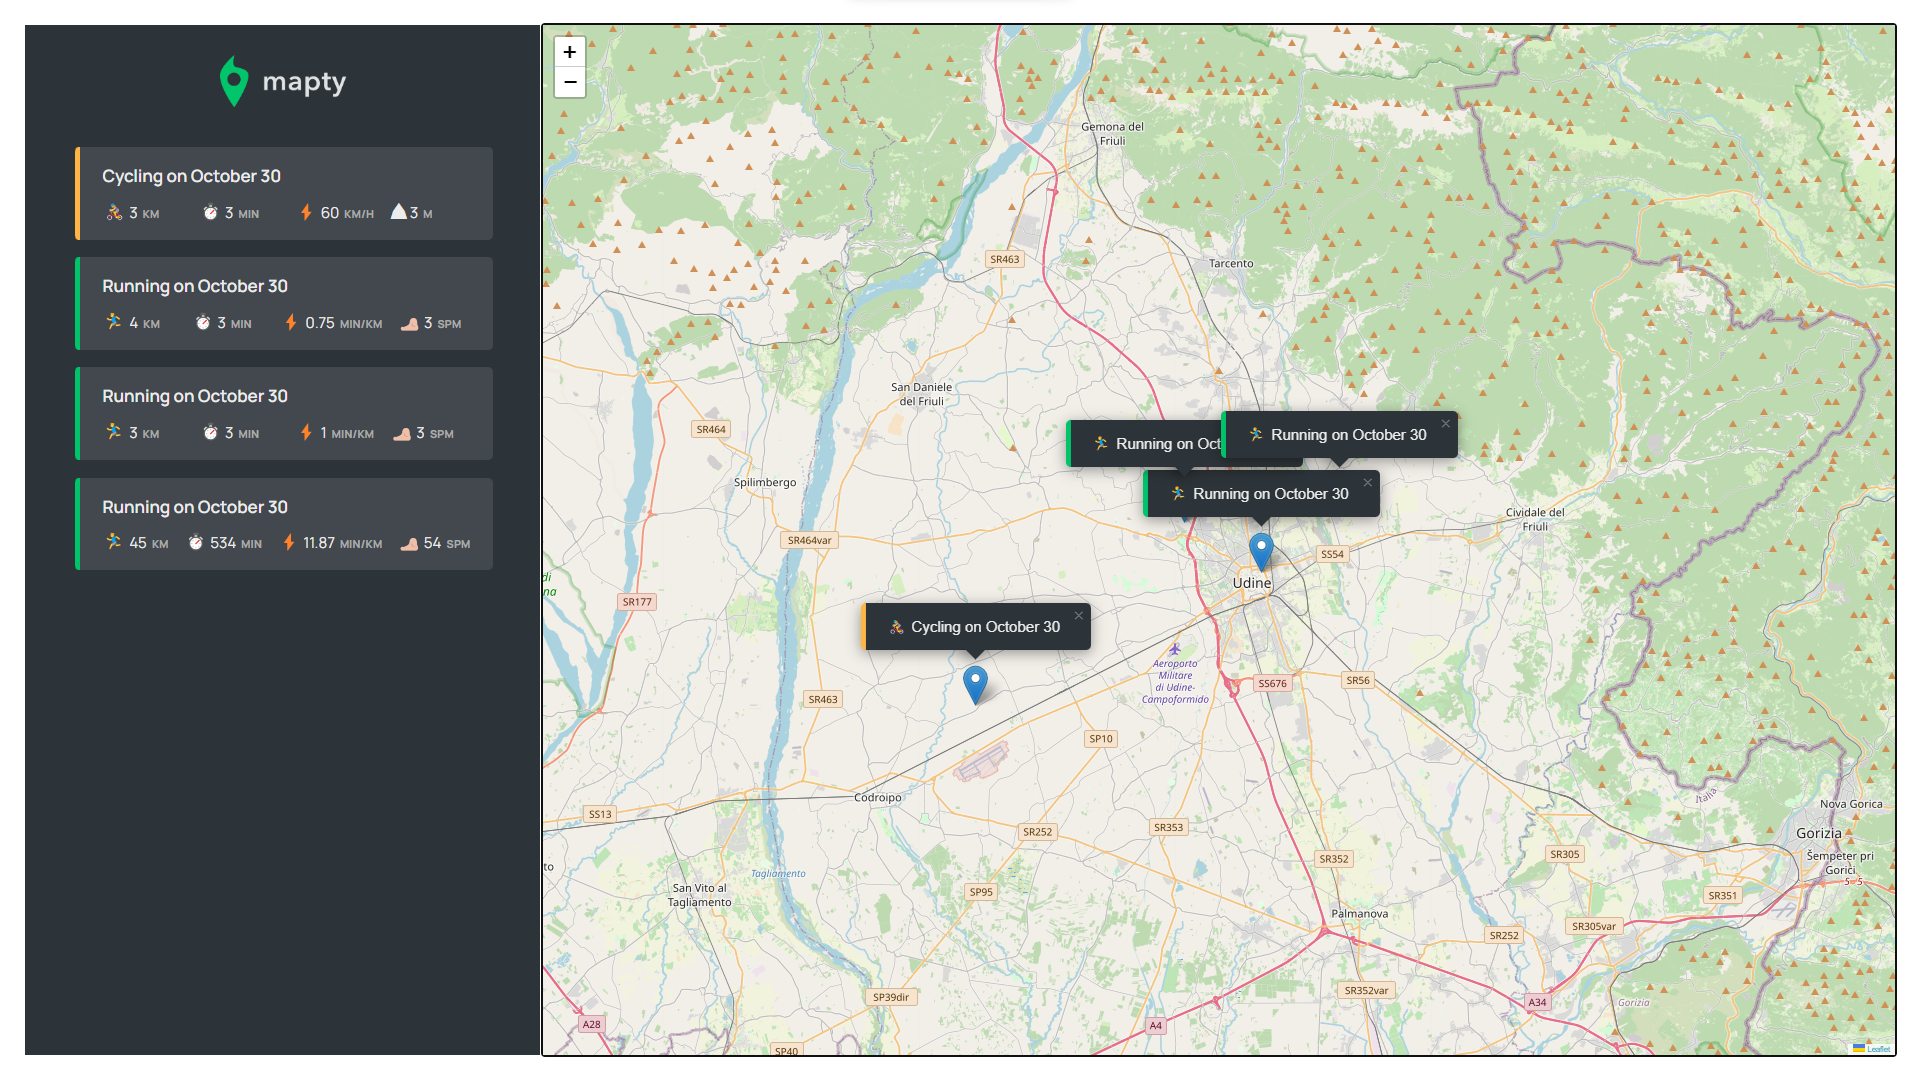 mapty
Cycling on October 30
3 KM 3 MIN 60 KM/H 3 M
Running on October 30
4 KM 3 MIN 0.75 MIN/KM 3 SPM
Running on October 30
3 KM 3 MIN 1 MIN/KM 3 SPM
Running on October 30
45 KM 534 MIN 11.87 MIN/KM 54 SPM
+
−
Gemona del
Friuli
SR463
Tarcento
San Daniele
del Friuli
SR464
Running on Oct
Running on October 30
×
Spilimbergo
Running on October 30
×
Cividale del
Friuli
SR464var
SS54
di
na
Udine
SR177
Cycling on October 30
×
Aeroporto
Militare
di Udine-
Campoformido
SS676
SR56
SR463
SP10
Codroipo
Italia
Nova Gorica
SS13
SR252
SR353
Gorizia
SR352
SR305
Šempeter pri
Gorici
to
Tagliamento
San Vito al
Tagliamento
SP95
5 5
SR351
Palmanova
SR305var
SR252
SP39dir
SR352var
A34
Gorizia
A28
A4
SP40
Leaflet